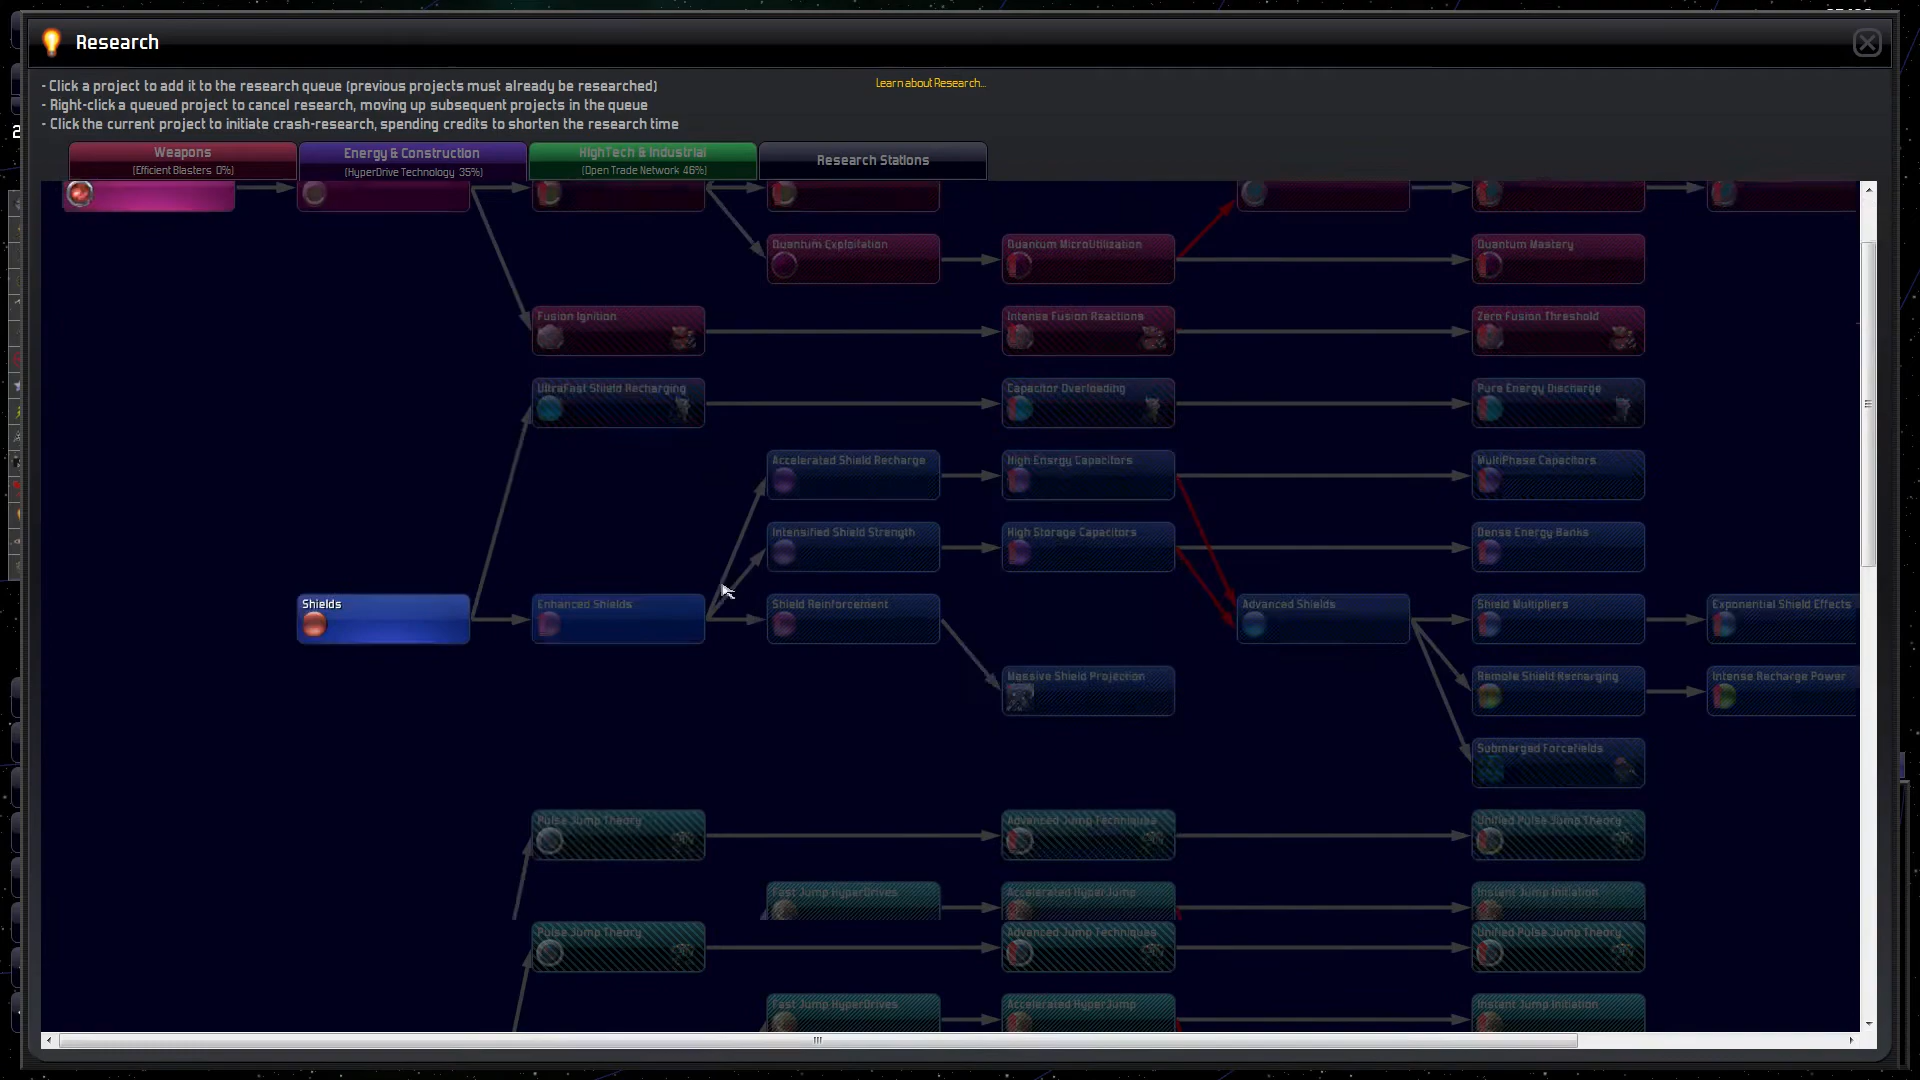 Research
- Click a project to add it to the research queue (previous projects must already be researched)
Learn about Research...
- Right-click a queued project to cancel research, moving up subsequent projects in the queue
- Click the current project to initiate crash-research, spending credits to shorten the research time
Weapons
(Efficient Blasters 0%)
Energy & Construction
(HyperDrive Technology 35%)
HighTech & Industrial
(Open Trade Network 46%)
Research Stations
Quantum Exploitation
Quantum MicroUtilization
Quantum Mastery
Fusion Ignition
Intense Fusion Reactions
Zero Fusion Threshold
UltraFast Shield Recharging
Capacitor Overloading
Pure Energy Discharge
Accelerated Shield Recharge
High Energy Capacitors
MultiPhase Capacitors
Intensified Shield Strength
High Storage Capacitors
Dense Energy Banks
Shields
Enhanced Shields
Shield Reinforcement
Advanced Shields
Shield Multipliers
Exponential Shield Effects
Massive Shield Projection
Remote Shield Recharging
Intense Recharge Power
Submerged Forcefields
Pulse Jump Theory
Advanced Jump Techniques
Unified Pulse Jump Theory
Fast Jump HyperDrives
Accelerated HyperJump
Instant Jump Initiation
Pulse Jump Theory
Advanced Jump Techniques
Unified Pulse Jump Theory
Fast Jump HyperDrives
Accelerated HyperJump
Instant Jump Initiation